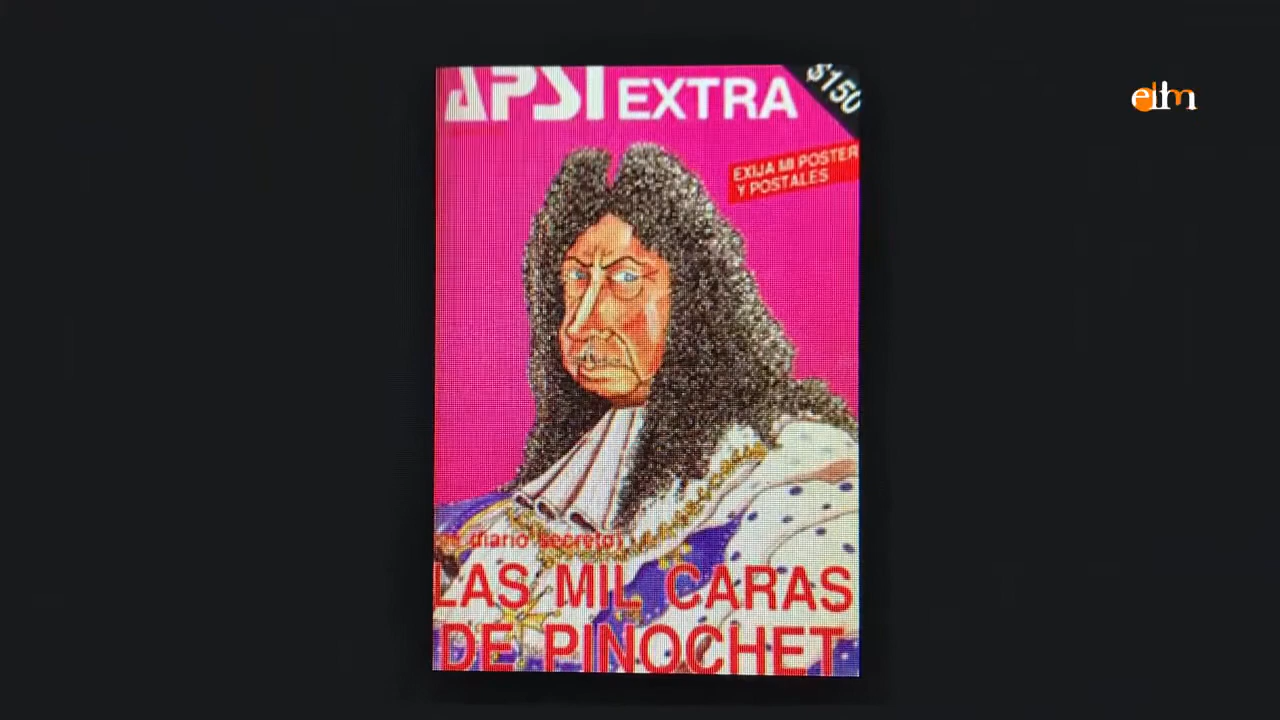 APSI EXTRA
$150
EXIJA MI POSTER
Y POSTALES
diario secreto)
LAS MIL CARAS
DE PINOCHET